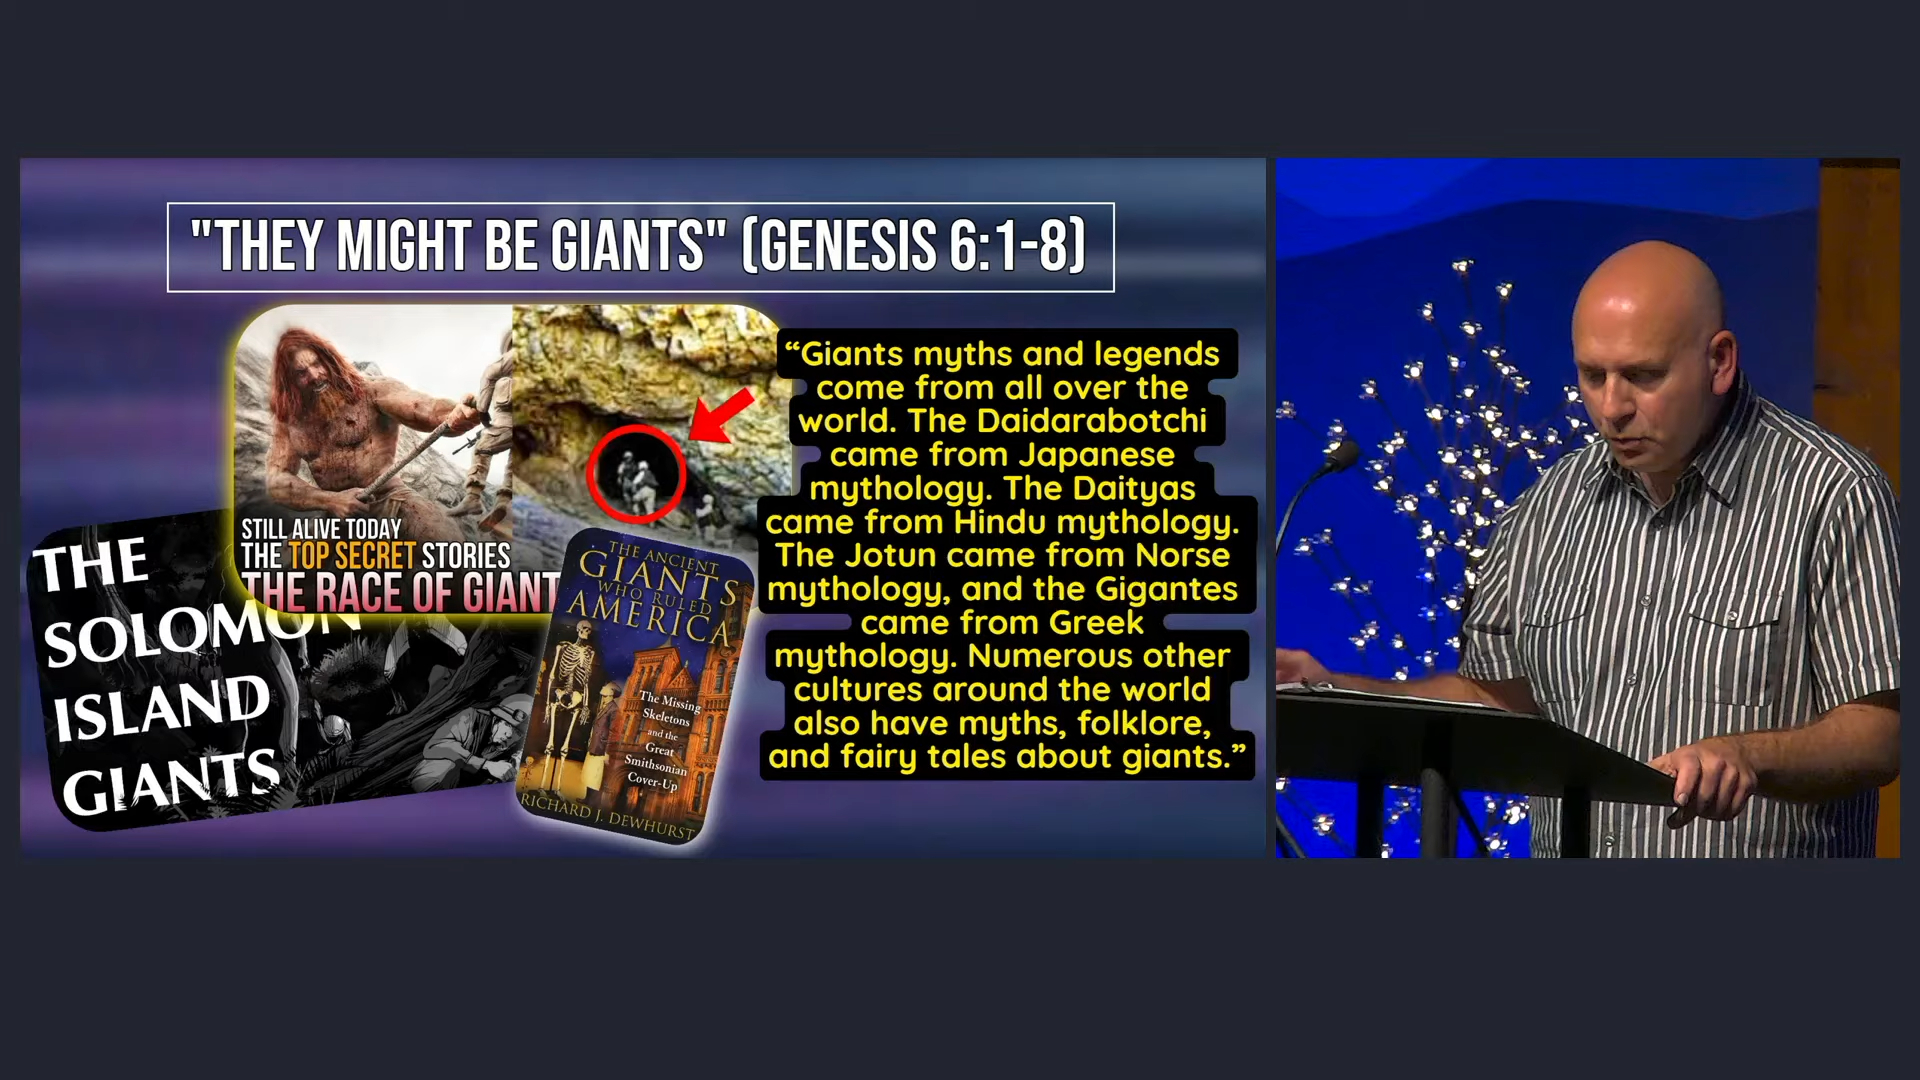 "THEY MIGHT BE GIANTS" (GENESIS 6:1-8)
STILL ALIVE TODAY
THE TOP SECRET STORIES
THE RACE OF GIANT
THE
SOLOMON
ISLAND
GIANTS
THE ANCIENT
GIANTS
WHO RULED
AMERICA
The Missing
Skeletons
and the
Great
Smithsonian
Cover-Up
RICHARD J. DEWHURST
“Giants myths and legends
come from all over the
world. The Daidarabotchi
came from Japanese
mythology. The Daityas
came from Hindu mythology.
The Jotun came from Norse
mythology, and the Gigantes
came from Greek
mythology. Numerous other
cultures around the world
also have myths, folklore,
and fairy tales about giants.”